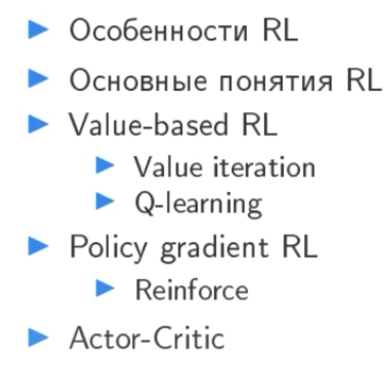 Особенности RL
Основные понятия RL
Value-based RL
Value iteration
Q-learning
Policy gradient RL
Reinforce
Actor-Critic